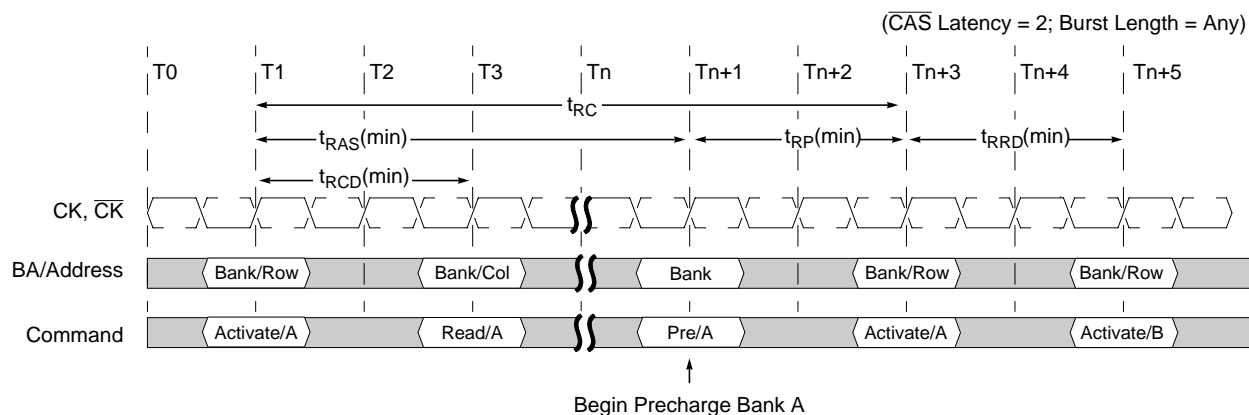 (CAS Latency = 2; Burst Length = Any)
T0 T1 T2 T3 Tn Tn+1 Tn+2 Tn+3 Tn+4 Tn+5
tRC
tRAS(min) tRP(min) tRRD(min)
tRCD(min)
CK, CK
BA/Address Bank/Row Bank/Col Bank Bank/Row Bank/Row
Command Activate/A Read/A Pre/A Activate/A Activate/B
Begin Precharge Bank A